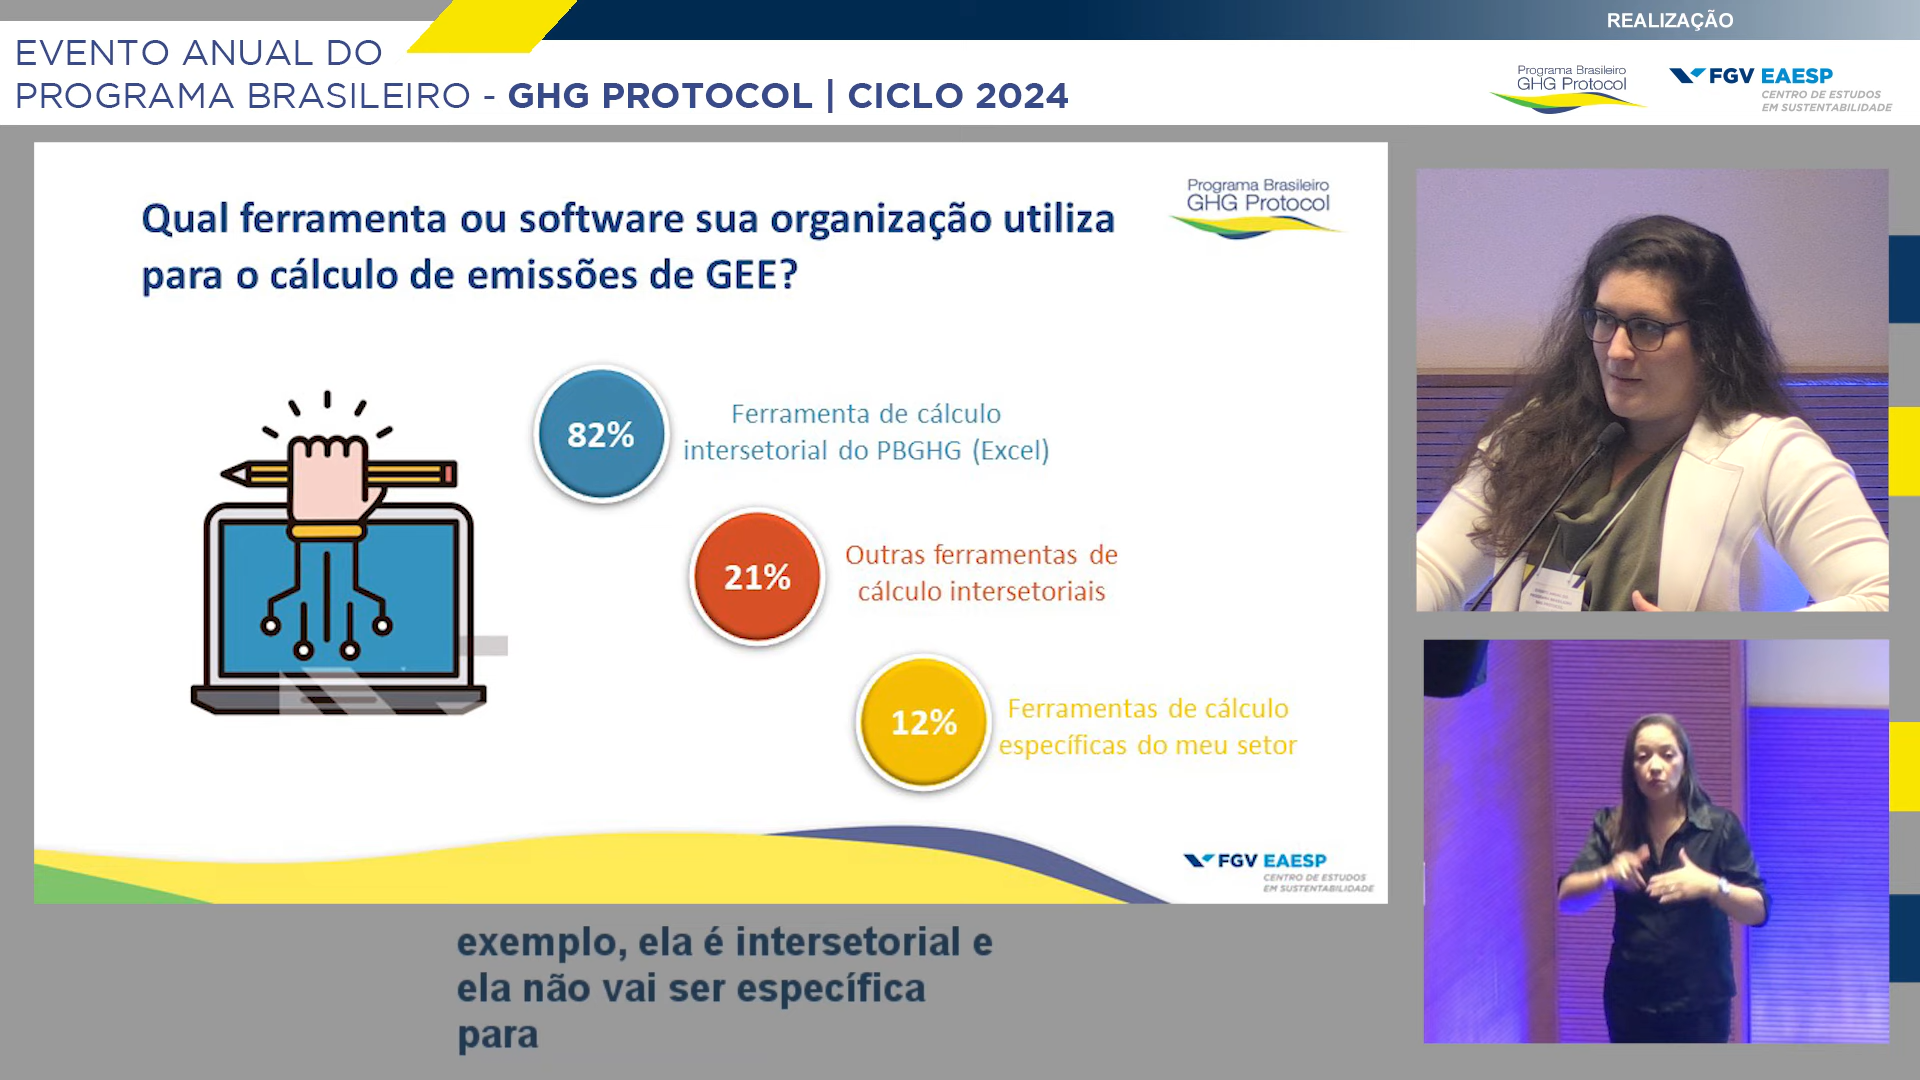 REALIZAÇÃO
EVENTO ANUAL DO
PROGRAMA BRASILEIRO - GHG PROTOCOL | CICLO 2024
Programa Brasileiro
GHG Protocol
FGV EAESP
CENTRO DE ESTUDOS
EM SUSTENTABILIDADE
Qual ferramenta ou software sua organização utiliza
para o cálculo de emissões de GEE?
Programa Brasileiro
GHG Protocol
82%
Ferramenta de cálculo
intersetorial do PBGHG (Excel)
21%
Outras ferramentas de
cálculo intersetoriais
12%
Ferramentas de cálculo
específicas do meu setor
FGV EAESP
CENTRO DE ESTUDOS
EM SUSTENTABILIDADE
exemplo, ela é intersetorial e
ela não vai ser específica
para